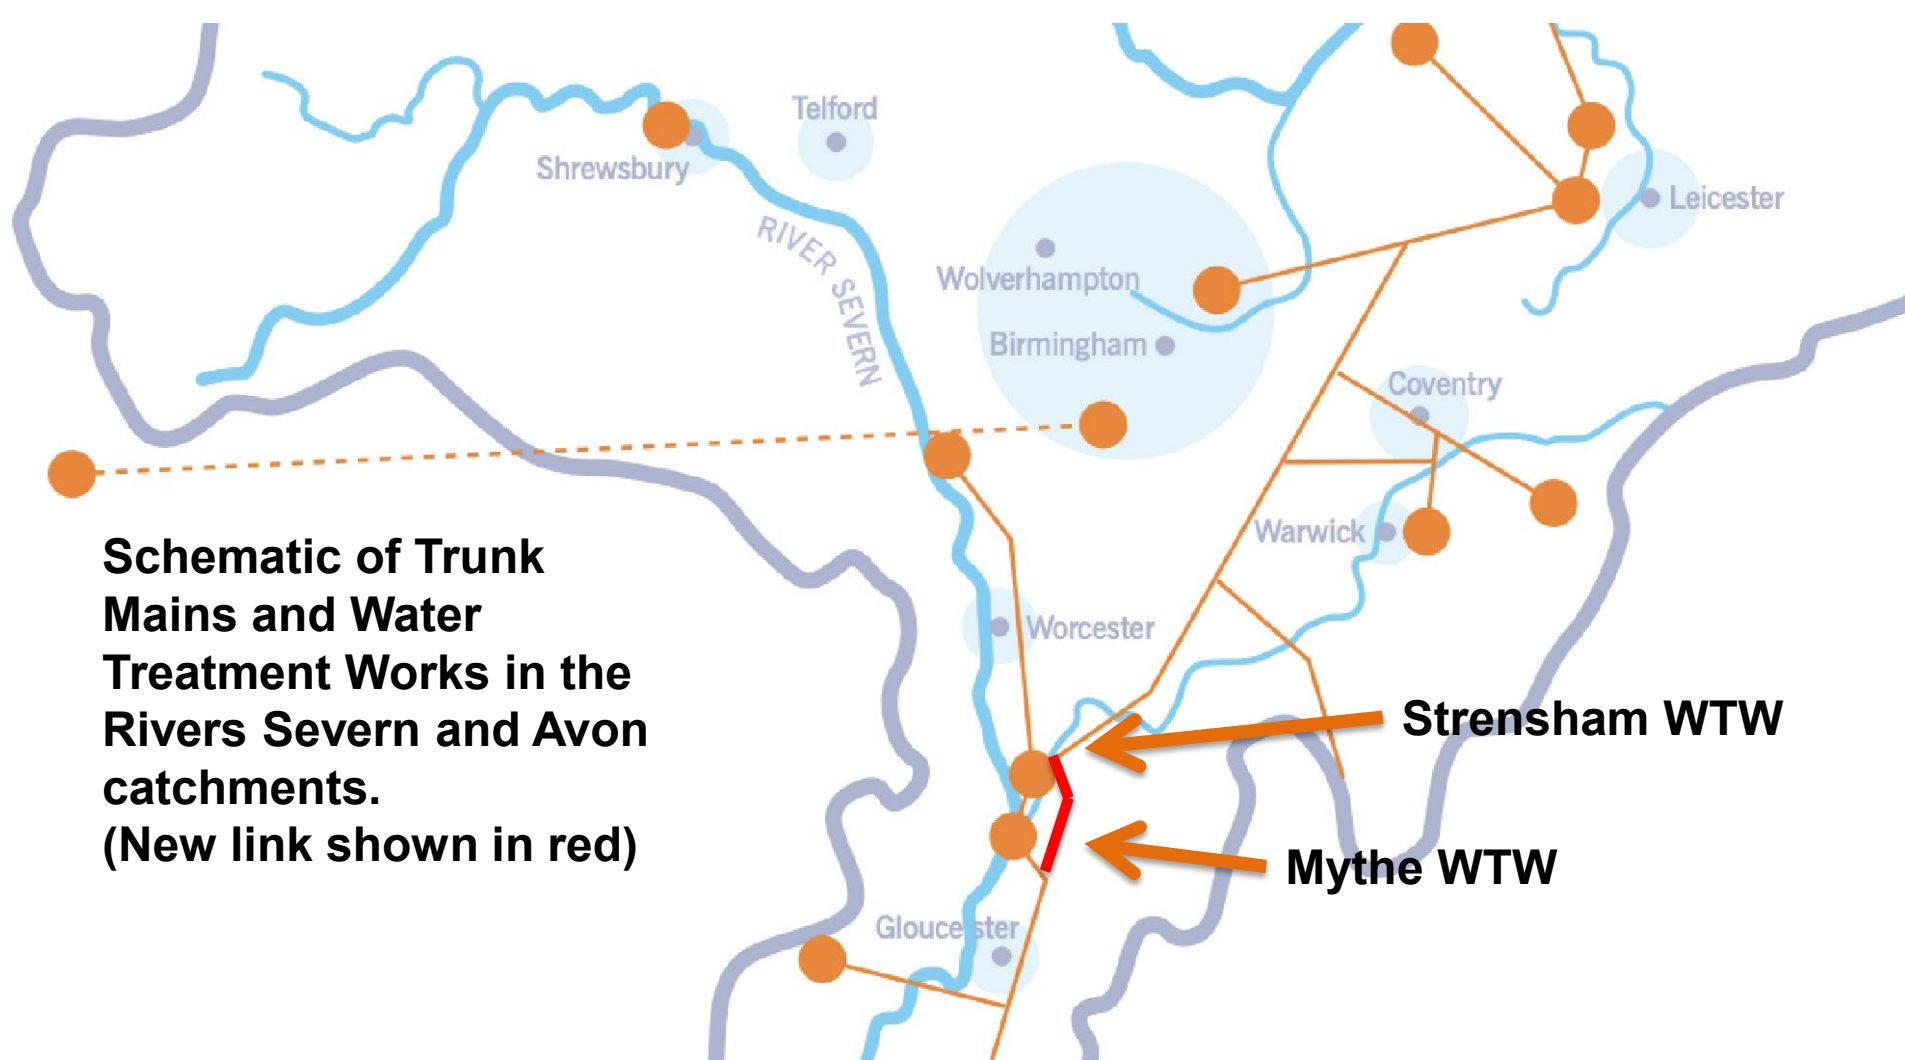 Telford
Shrewsbury
RIVER SEVERN
Wolverhampton
Birmingham
Leicester
Coventry
Warwick
Worcester
Schematic of Trunk
Mains and Water
Treatment Works in the
Rivers Severn and Avon
catchments.
(New link shown in red)
Strensham WTW
Mythe WTW
Gloucester